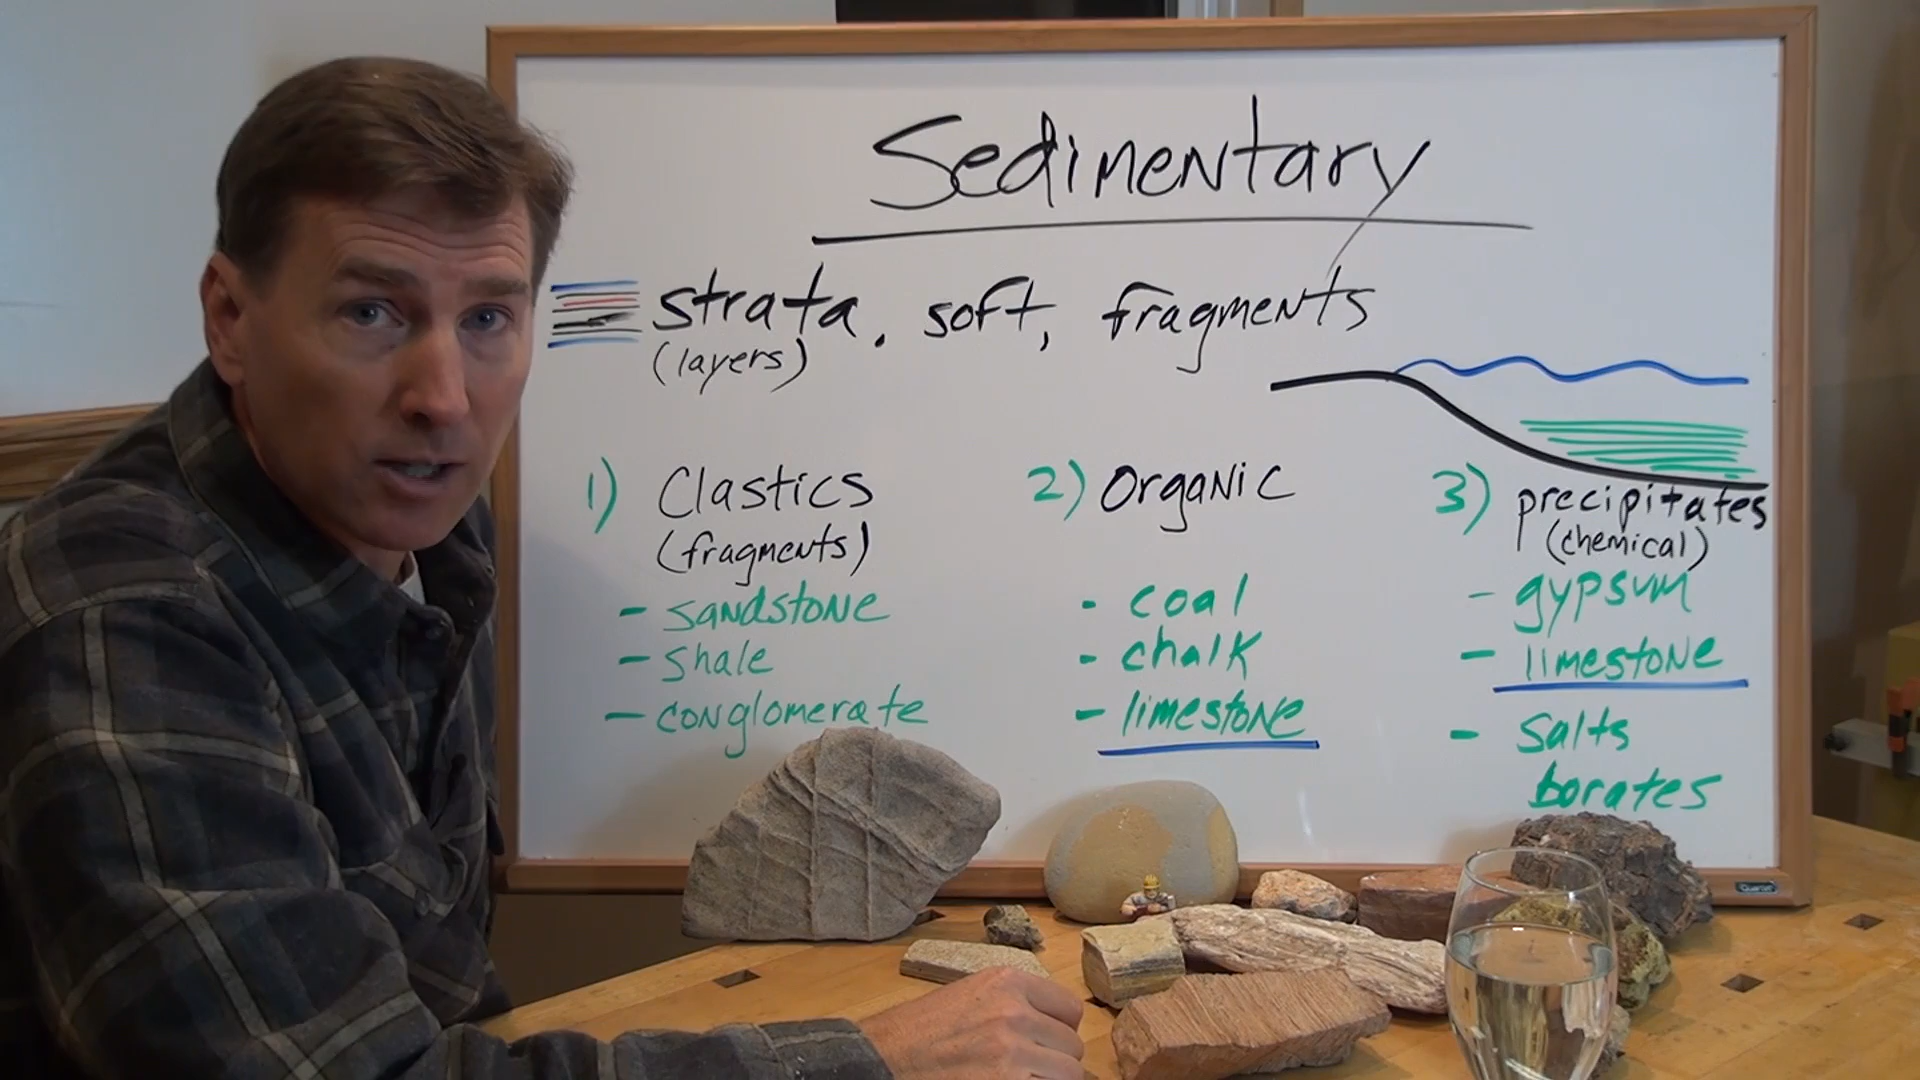 Sedimentary
strata, soft, fragments
(layers)
1) Clastics
(fragments)
- sandstone
- shale
- conglomerate
2) Organic
- coal
- chalk
- limestone
3) precipitates
(chemical)
- gypsum
- limestone
- salts
borates
Quartet